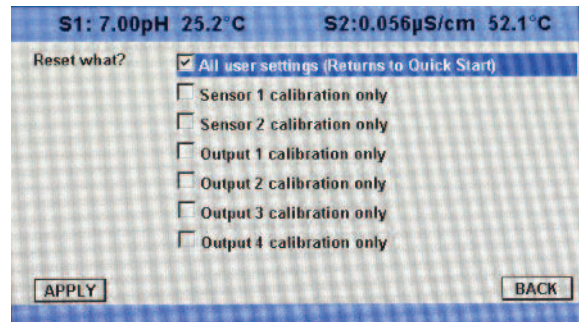 S1: 7.00pH 25.2°C S2:0.056µS/cm 52.1°C
Reset what? All user settings (Returns to Quick Start)
Sensor 1 calibration only
Sensor 2 calibration only
Output 1 calibration only
Output 2 calibration only
Output 3 calibration only
Output 4 calibration only
APPLY BACK